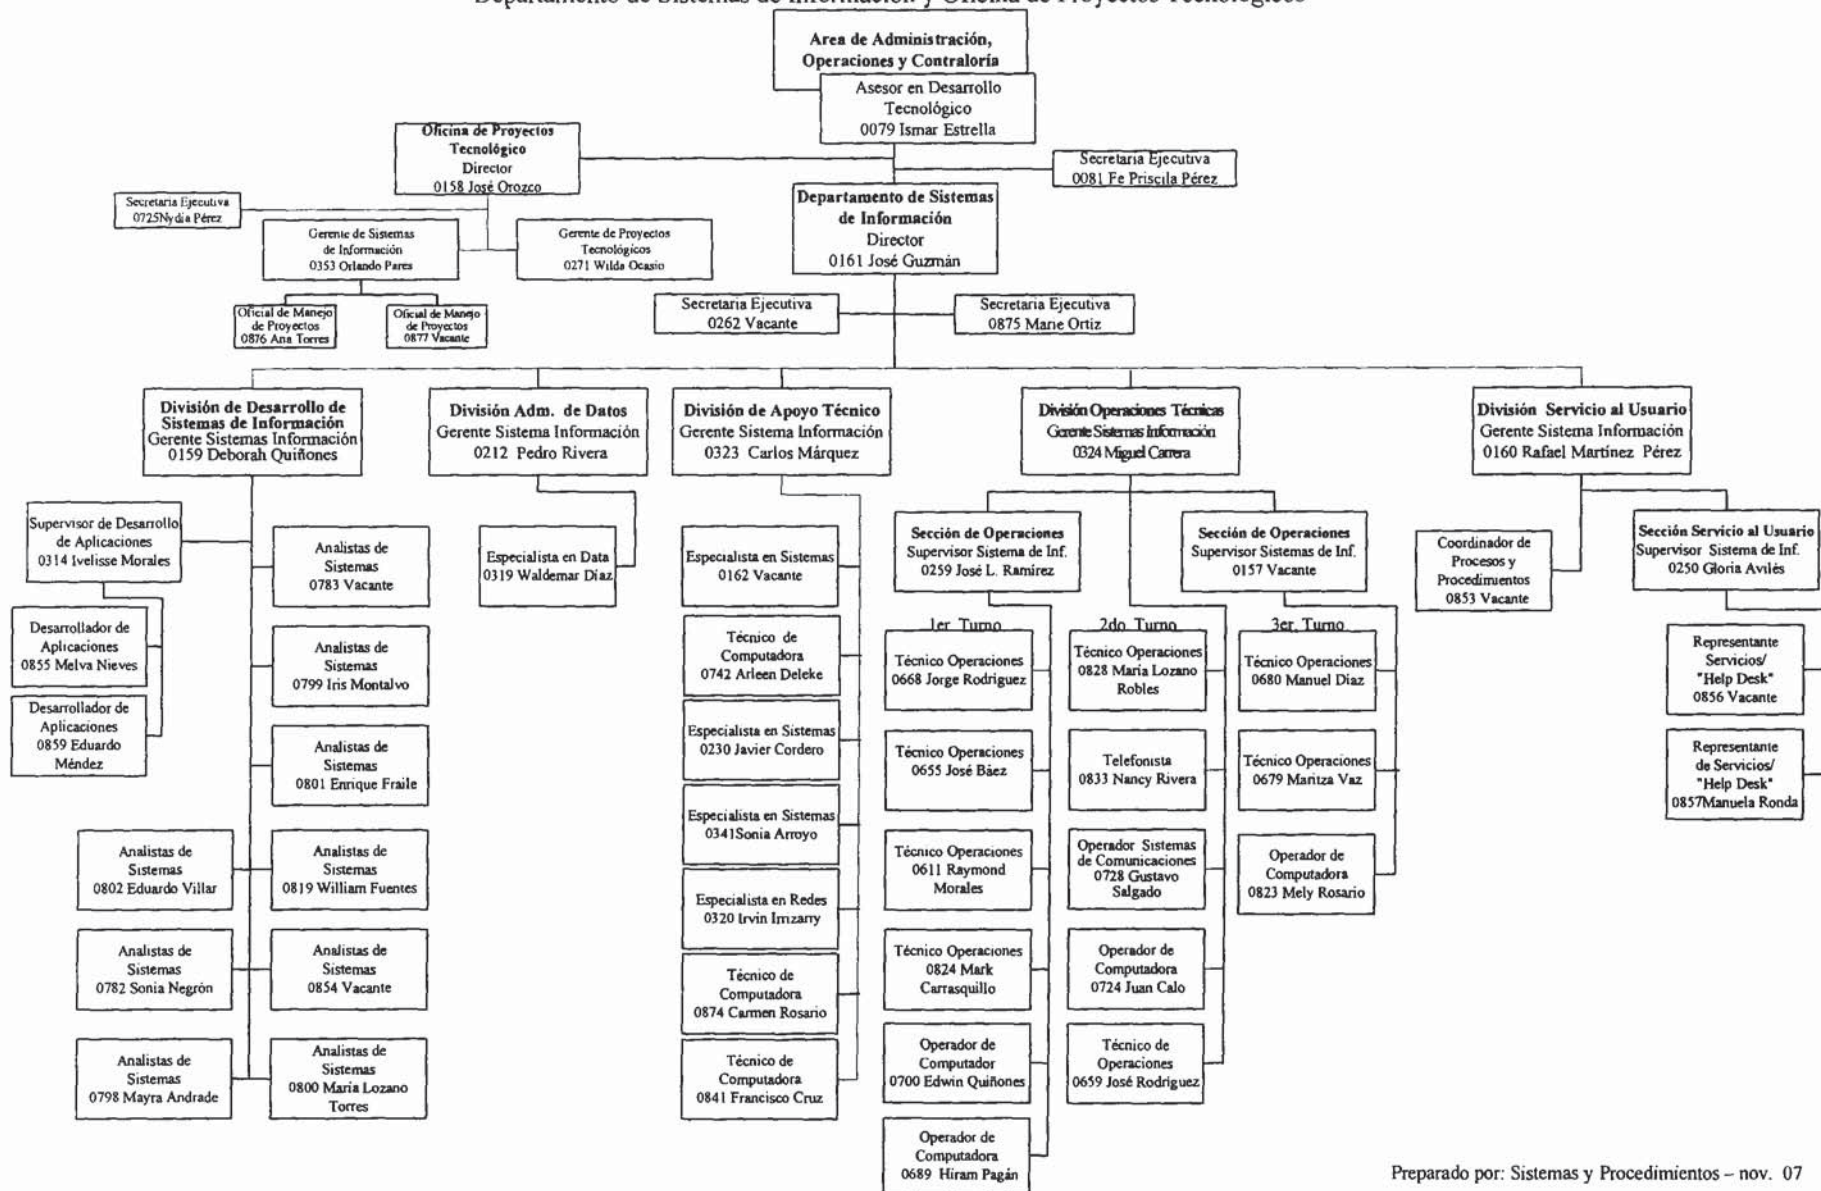 Departamento de Sistemas de Información y Oficina de Proyectos Tecnológicos
Area de Administración,
Operaciones y Contraloría
Asesor en Desarrollo
Tecnológico
0079 Ismar Estrella
Oficina de Proyectos
Tecnológico
Director
0158 José Orozco
Secretaria Ejecutiva
0081 Fe Priscila Pérez
Secretaria Ejecutiva
0725Nydia Pérez
Gerente de Sistemas
de Información
0353 Orlando Pares
Gerente de Proyectos
Tecnológicos
0271 Wilda Ocasio
Departamento de Sistemas
de Información
Director
0161 José Guzmán
Oficial de Manejo
de Proyectos
0876 Ana Torres
Oficial de Manejo
de Proyectos
0877 Vacante
Secretaria Ejecutiva
0262 Vacante
Secretaria Ejecutiva
0875 Marie Ortiz
División de Desarrollo de
Sistemas de Información
Gerente Sistemas Información
0159 Deborah Quiñones
División Adm. de Datos
Gerente Sistema Información
0212 Pedro Rivera
División de Apoyo Técnico
Gerente Sistema Información
0323 Carlos Márquez
División Operaciones Técnicas
Gerente Sistemas Información
0324 Miguel Carrera
División Servicio al Usuario
Gerente Sistema Información
0160 Rafael Martínez Pérez
Supervisor de Desarrollo
de Aplicaciones
0314 Ivelisse Morales
Desarrollador de
Aplicaciones
0855 Melva Nieves
Desarrollador de
Aplicaciones
0859 Eduardo
Méndez
Analistas de
Sistemas
0783 Vacante
Analistas de
Sistemas
0799 Iris Montalvo
Analistas de
Sistemas
0801 Enrique Fraile
Analistas de
Sistemas
0802 Eduardo Villar
Analistas de
Sistemas
0819 William Fuentes
Analistas de
Sistemas
0782 Sonia Negrón
Analistas de
Sistemas
0854 Vacante
Analistas de
Sistemas
0798 Mayra Andrade
Analistas de
Sistemas
0800 María Lozano
Torres
Especialista en Data
0319 Waldemar Díaz
Especialista en Sistemas
0162 Vacante
Técnico de
Computadora
0742 Arleen Deleke
Especialista en Sistemas
0230 Javier Cordero
Especialista en Sistemas
0341Sonia Arroyo
Especialista en Redes
0320 Irvin Irrizarry
Técnico de
Computadora
0874 Carmen Rosario
Técnico de
Computadora
0841 Francisco Cruz
Sección de Operaciones
Supervisor Sistema de Inf.
0259 José L. Ramírez
Sección de Operaciones
Supervisor Sistemas de Inf.
0157 Vacante
1er Turno
Técnico Operaciones
0668 Jorge Rodríguez
Técnico Operaciones
0655 José Báez
Técnico Operaciones
0611 Raymond
Morales
Técnico Operaciones
0824 Mark
Carrasquillo
Operador de
Computador
0700 Edwin Quiñones
Operador de
Computadora
0689 Hiram Pagán
2do Turno
Técnico Operaciones
0828 María Lozano
Robles
Telefonista
0833 Nancy Rivera
Operador Sistemas
de Comunicaciones
0728 Gustavo
Salgado
Operador de
Computadora
0724 Juan Calo
Técnico de
Operaciones
0659 José Rodríguez
3er. Turno
Técnico Operaciones
0680 Manuel Díaz
Técnico Operaciones
0679 Maritza Vaz
Operador de
Computadora
0823 Mely Rosario
Coordinador de
Procesos y
Procedimientos
0853 Vacante
Sección Servicio al Usuario
Supervisor Sistema de Inf.
0250 Gloria Avilés
Representante
Servicios/
"Help Desk"
0856 Vacante
Representante
de Servicios/
"Help Desk"
0857Manuela Ronda
Preparado por: Sistemas y Procedimientos – nov. 07